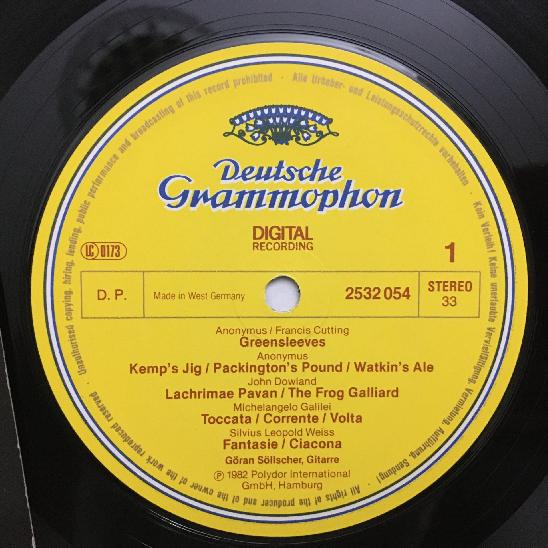 Unauthorised copying, hiring, lending, public performance and broadcasting of this record prohibited · Alle Urheber- und Leistungsschutzrechte vorbehalten · Kein Verleih! Keine unerlaubte Vervielfältigung, Vermietung, Aufführung, Sendung! · All rights of the producer and of the owner of the work reproduced reserved ·
Deutsche
Grammophon
DIGITAL
RECORDING
LC 0173
1
D. P.
Made in West Germany
2532 054
STEREO
33
Anonymus / Francis Cutting
Greensleeves
Anonymus
Kemp's Jig / Packington's Pound / Watkin's Ale
John Dowland
Lachrimae Pavan / The Frog Galliard
Michelangelo Galilei
Toccata / Corrente / Volta
Silvius Leopold Weiss
Fantasie / Ciacona
Göran Söllscher, Gitarre
℗ 1982 Polydor International
GmbH, Hamburg